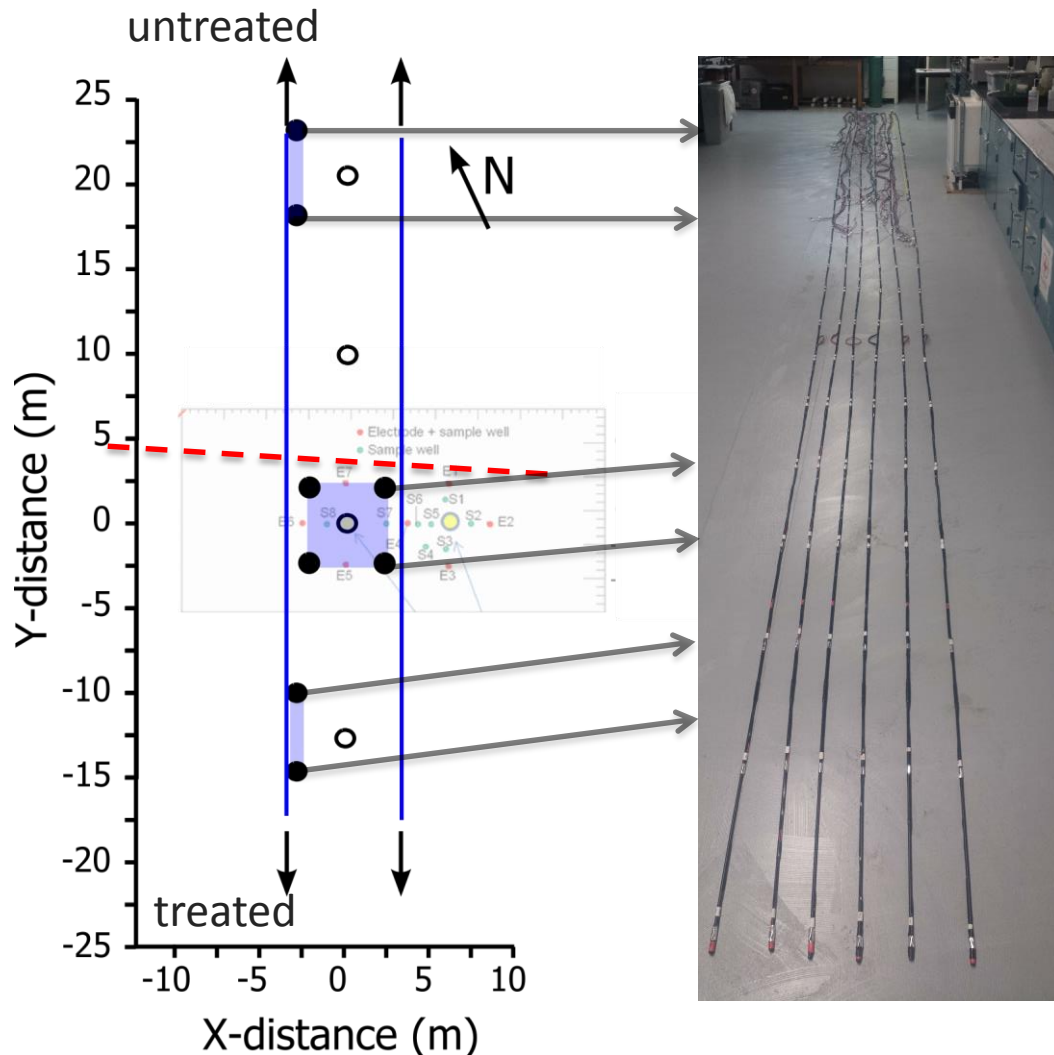 untreated
25
20
15
10
5
0
-5
-10
-15
-20
-25
Y-distance (m)
N
Electrode + sample well
Sample well
E7
S6
S1
E6
S8
S7
S5
S2
E2
E4
S4
S3
E5
E3
treated
-10
-5
0
5
10
X-distance (m)